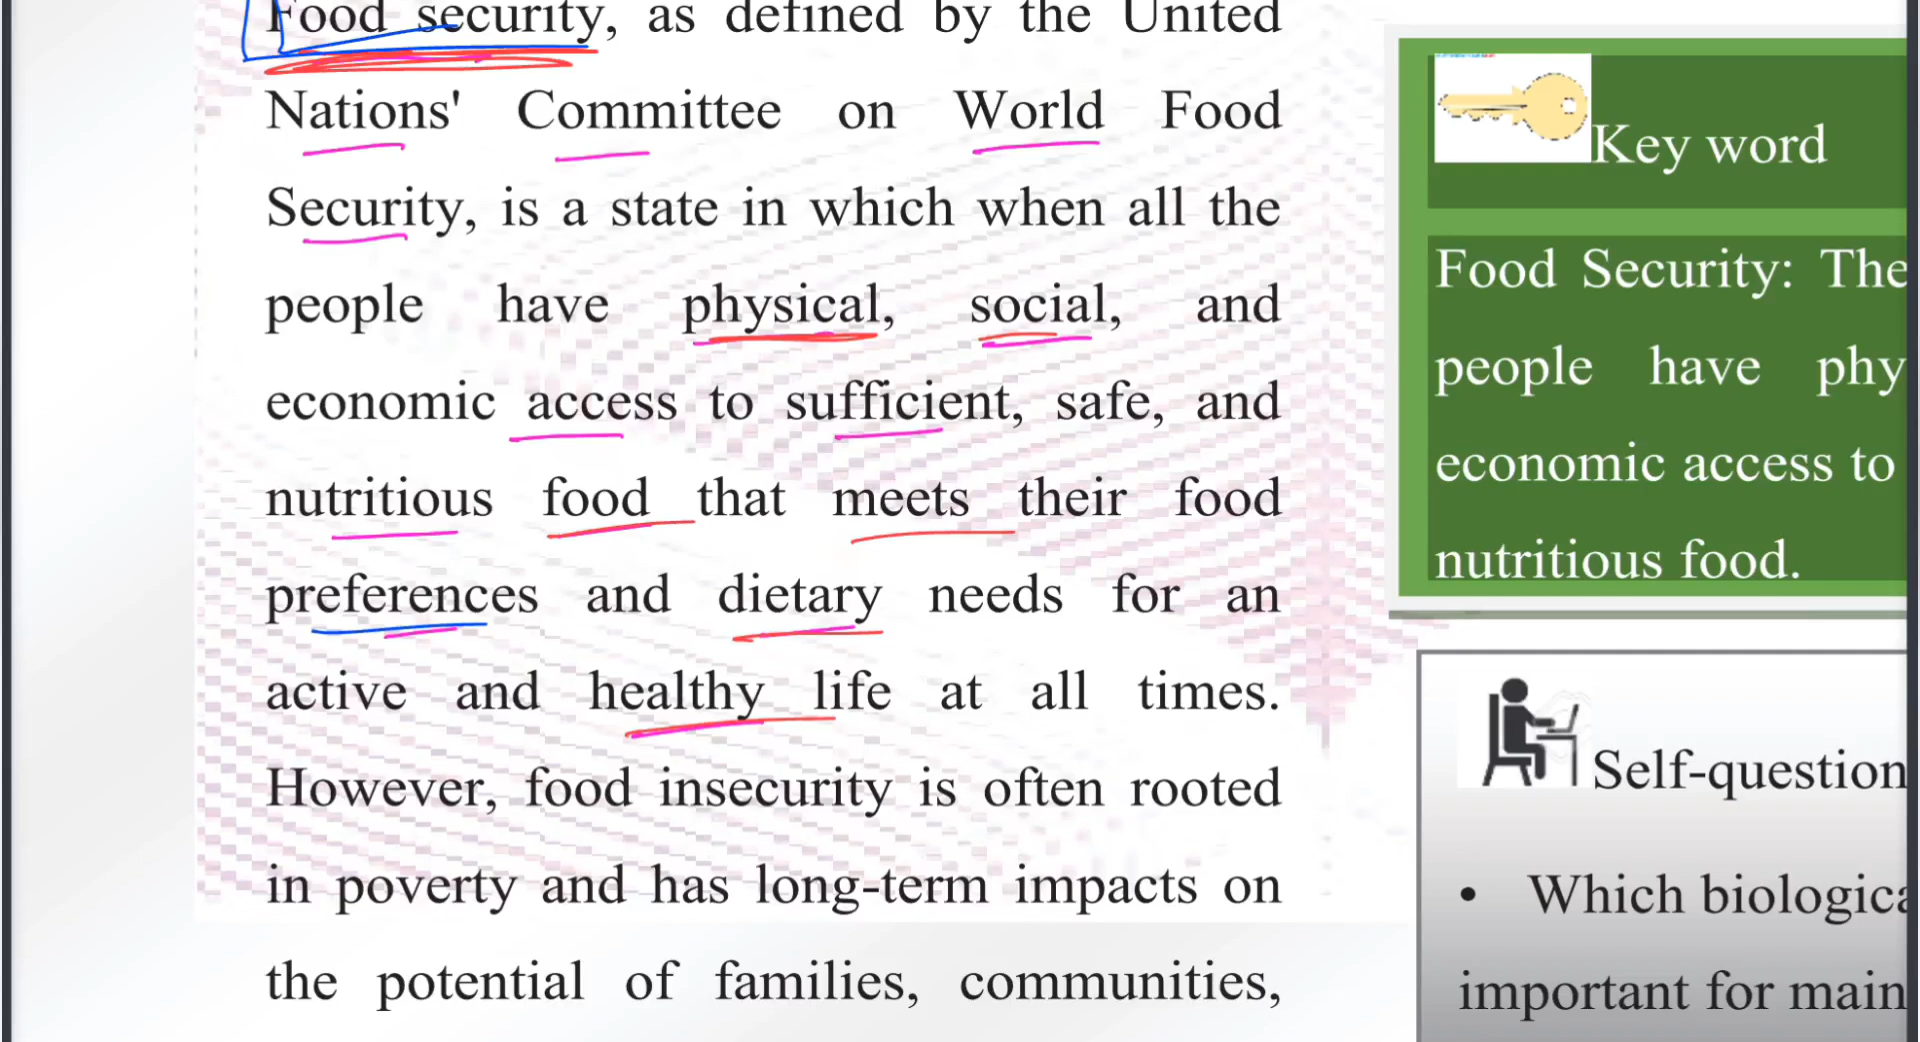 Food security, as defined by the United
Nations' Committee on World Food
Security, is a state in which when all the
people have physical, social, and
economic access to sufficient, safe, and
nutritious food that meets their food
preferences and dietary needs for an
active and healthy life at all times.
However, food insecurity is often rooted
in poverty and has long-term impacts on
the potential of families, communities,
Key word
Food Security: The
people have phy
economic access to
nutritious food.
Self-question
• Which biologica
important for main